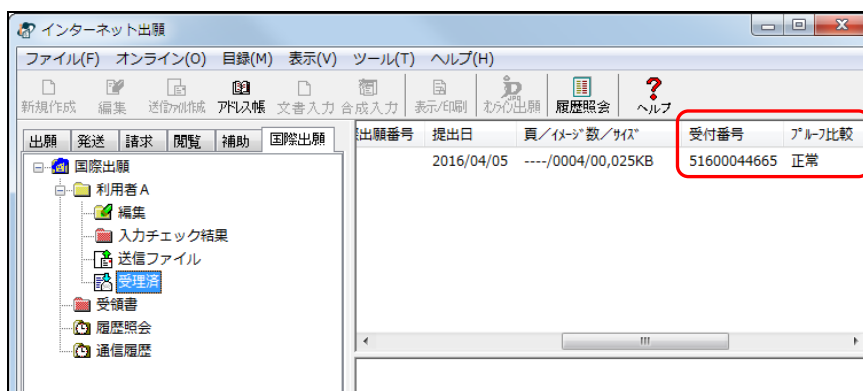 インターネット出願
ファイル(F) オンライン(O) 目録(M) 表示(V) ツール(T) ヘルプ(H)
新規作成 編集 送信ファイル作成 アドレス帳 文書入力 合成入力 表示/印刷 むらくも出願 履歴照会 ヘルプ
出願 発送 請求 閲覧 補助 国際出願
出願番号 提出日 頁/イメージ数/サイズ 受付番号 プルーフ比較
2016/04/05 ----/0004/00,025KB 51600044665 正常
国際出願
利用者A
編集
入力チェック結果
送信ファイル
受理済
受領書
履歴照会
通信履歴